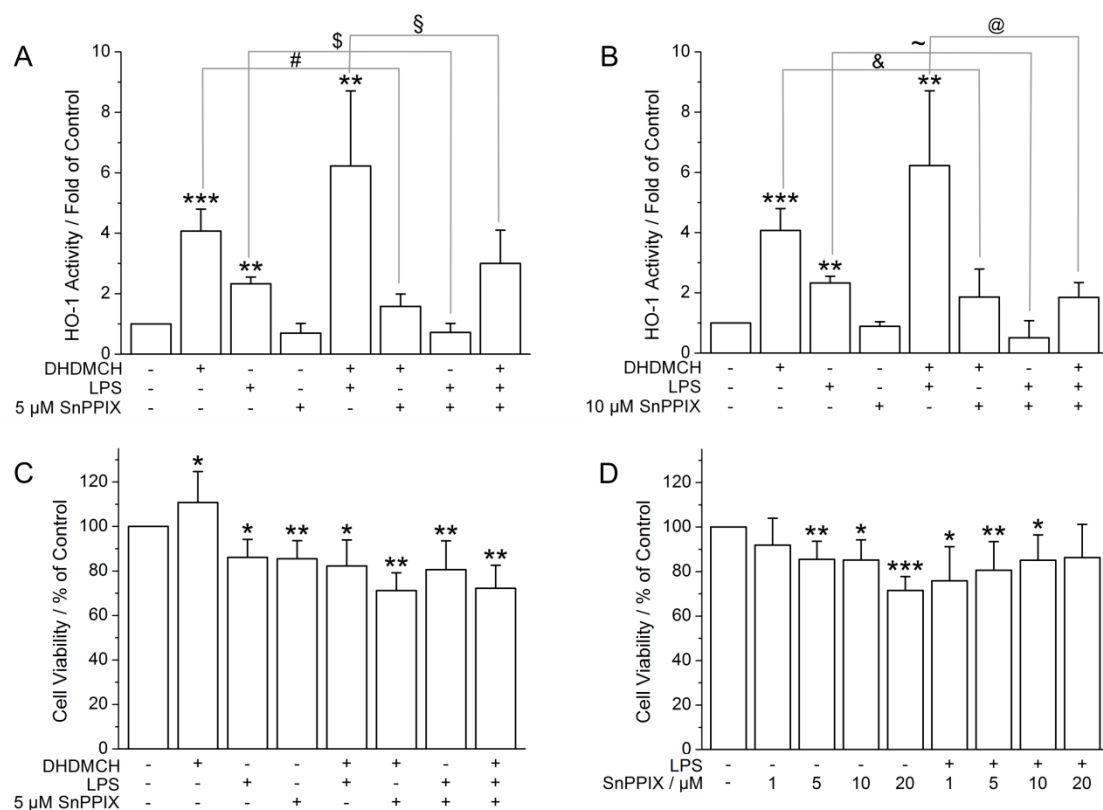 A
HO-1 Activity / Fold of Control
10
8
6
4
2
0
#
$
§
***
**
**
DHDMCH - + - - + + - +
LPS - - + - + - + +
5 µM SnPPIX - - - + - + + +
B
HO-1 Activity / Fold of Control
10
8
6
4
2
0
&
~
@
***
**
**
DHDMCH - + - - + + - +
LPS - - + - + - + +
10 µM SnPPIX - - - + - + + +
C
Cell Viability / % of Control
120
100
80
60
40
20
0
* * ** * ** ** **
DHDMCH - + - - + + - +
LPS - - + - + - + +
5 µM SnPPIX - - - + - + + +
D
Cell Viability / % of Control
120
100
80
60
40
20
0
** * *** * ** *
LPS - - - - - + + + +
SnPPIX / µM - 1 5 10 20 1 5 10 20